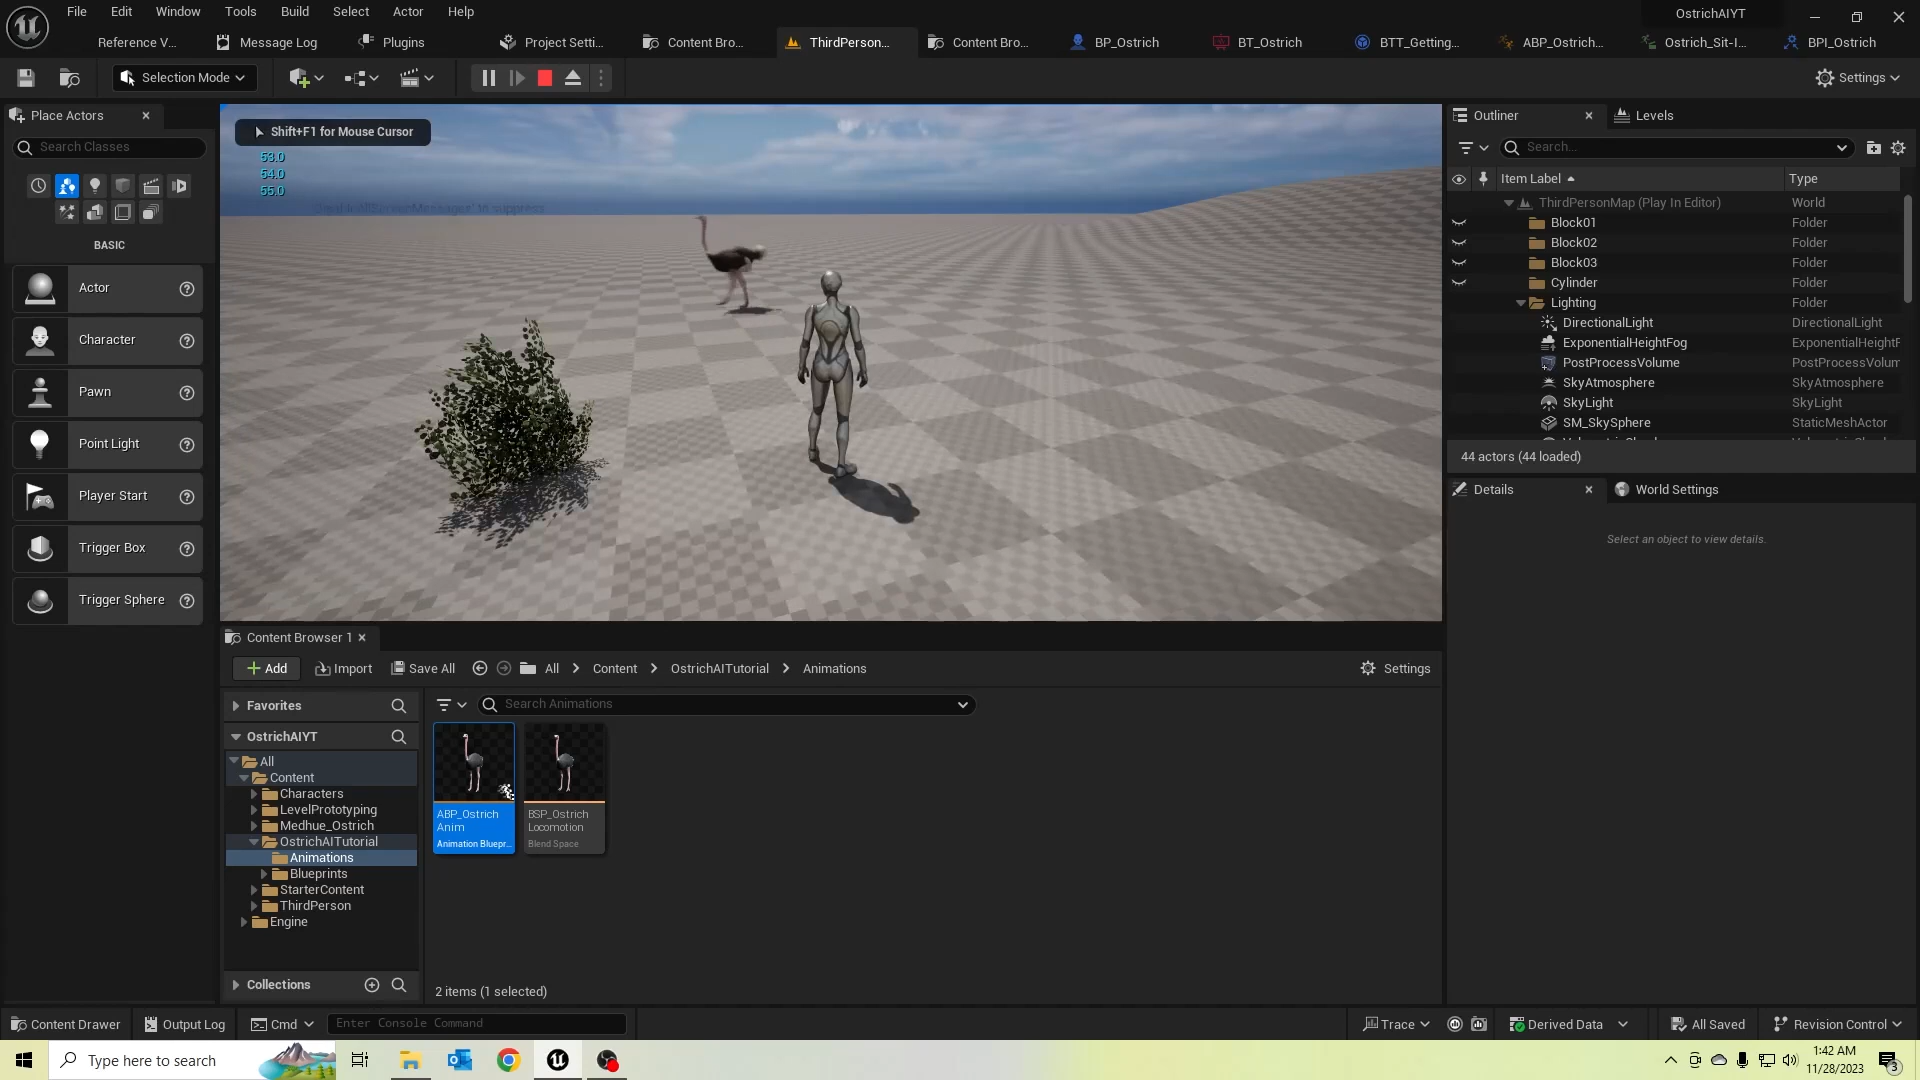 File Edit Window Tools Build Select Actor Help
OstrichAIYT
Reference V... Message Log Plugins Project Setti... Content Bro... ThirdPerson... Content Bro... BP_Ostrich BT_Ostrich BTT_Getting... ABP_Ostrich... Ostrich_Sit-I... BPI_Ostrich
Selection Mode
Settings
Place Actors
Search Classes
BASIC
Actor
Character
Pawn
Point Light
Player Start
Trigger Box
Trigger Sphere
Shift+F1 for Mouse Cursor
53.0
54.0
55.0
Outliner Levels
Search...
Item Label Type
ThirdPersonMap (Play In Editor) World
Block01 Folder
Block02 Folder
Block03 Folder
Cylinder Folder
Lighting Folder
DirectionalLight DirectionalLight
ExponentialHeightFog ExponentialHeightF
PostProcessVolume PostProcessVolum
SkyAtmosphere SkyAtmosphere
SkyLight SkyLight
SM_SkySphere StaticMeshActor
44 actors (44 loaded)
Details World Settings
Select an object to view details.
Content Browser 1
Add Import Save All All Content OstrichAITutorial Animations Settings
Favorites
Search Animations
OstrichAIYT
All
Content
Characters
LevelPrototyping
Medhue_Ostrich
OstrichAITutorial
Animations
Blueprints
StarterContent
ThirdPerson
Engine
Collections
ABP_Ostrich
Anim
Animation Bluepr...
BSP_Ostrich
Locomotion
Blend Space
2 items (1 selected)
Content Drawer Output Log Cmd Enter Console Command Trace Derived Data All Saved Revision Control
Type here to search
1:42 AM
11/28/2023
3